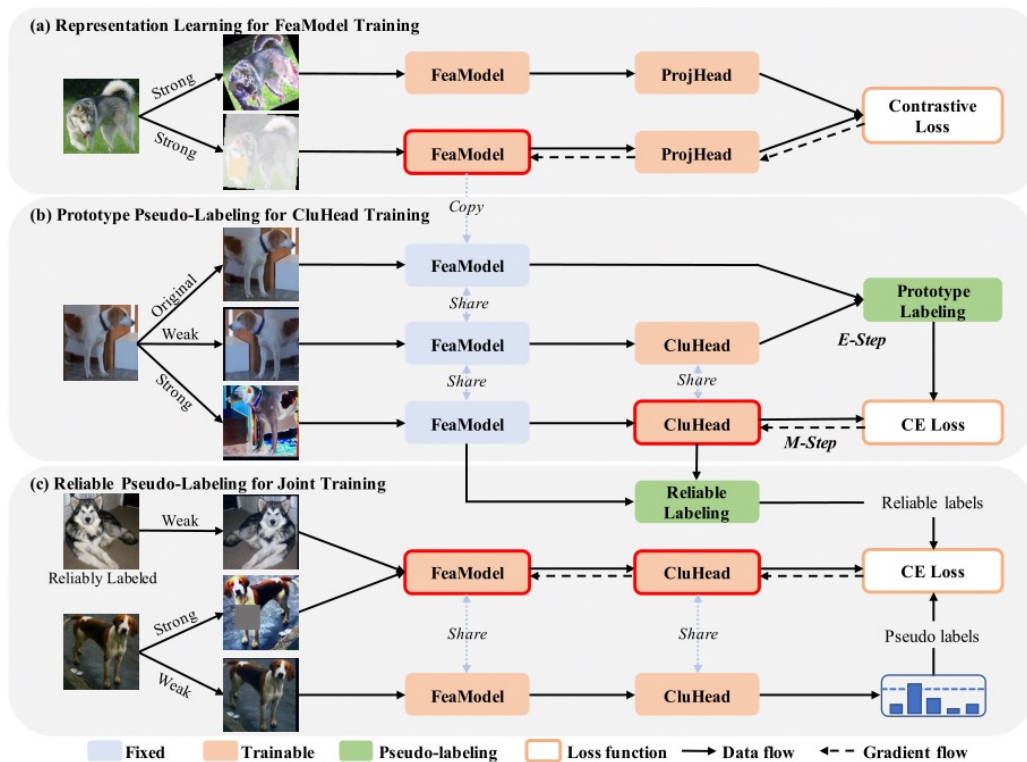 (a) Representation Learning for FeaModel Training
Strong
Strong
FeaModel
ProjHead
Contrastive
Loss
FeaModel
ProjHead
Copy
(b) Prototype Pseudo-Labeling for CluHead Training
Original
Weak
Strong
FeaModel
Share
FeaModel
CluHead
Prototype
Labeling
E-Step
Share
Share
FeaModel
CluHead
M-Step
CE Loss
(c) Reliable Pseudo-Labeling for Joint Training
Reliable
Labeling
Reliable labels
Weak
Reliably Labeled
FeaModel
CluHead
CE Loss
Strong
Weak
Share
Share
Pseudo labels
FeaModel
CluHead
Fixed
Trainable
Pseudo-labeling
Loss function
Data flow
Gradient flow